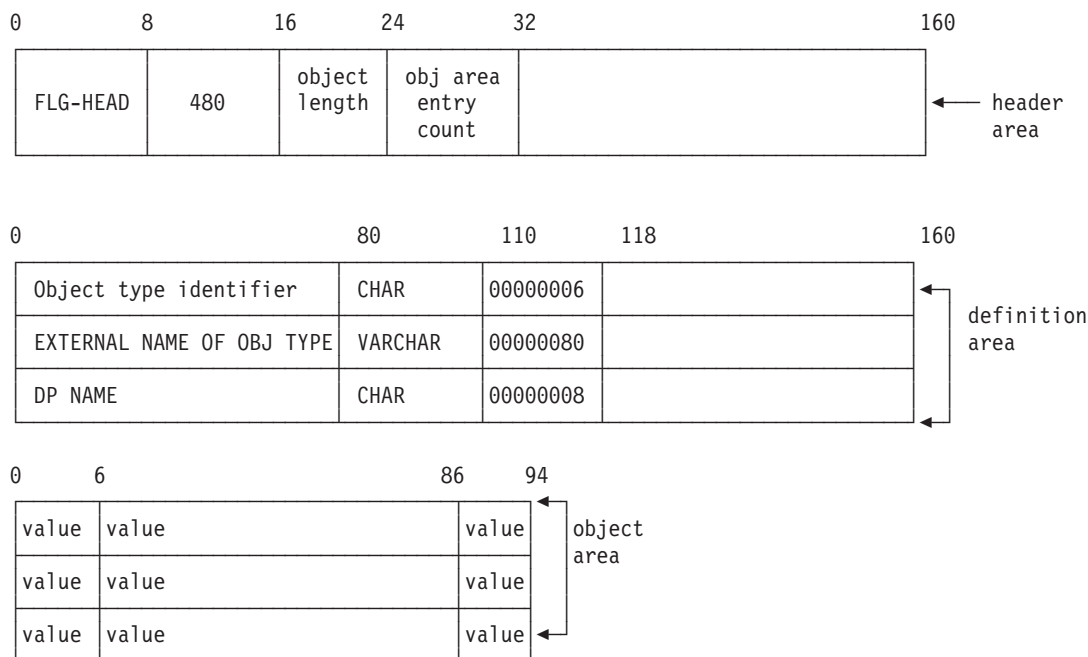 0 8 16 24 32 160
object obj area
FLG-HEAD 480 length entry header
count area
0 80 110 118 160
Object type identifier CHAR 00000006
definition
EXTERNAL NAME OF OBJ TYPE VARCHAR 00000080 area
DP NAME CHAR 00000008
0 6 86 94
value value value object
area
value value value
value value value